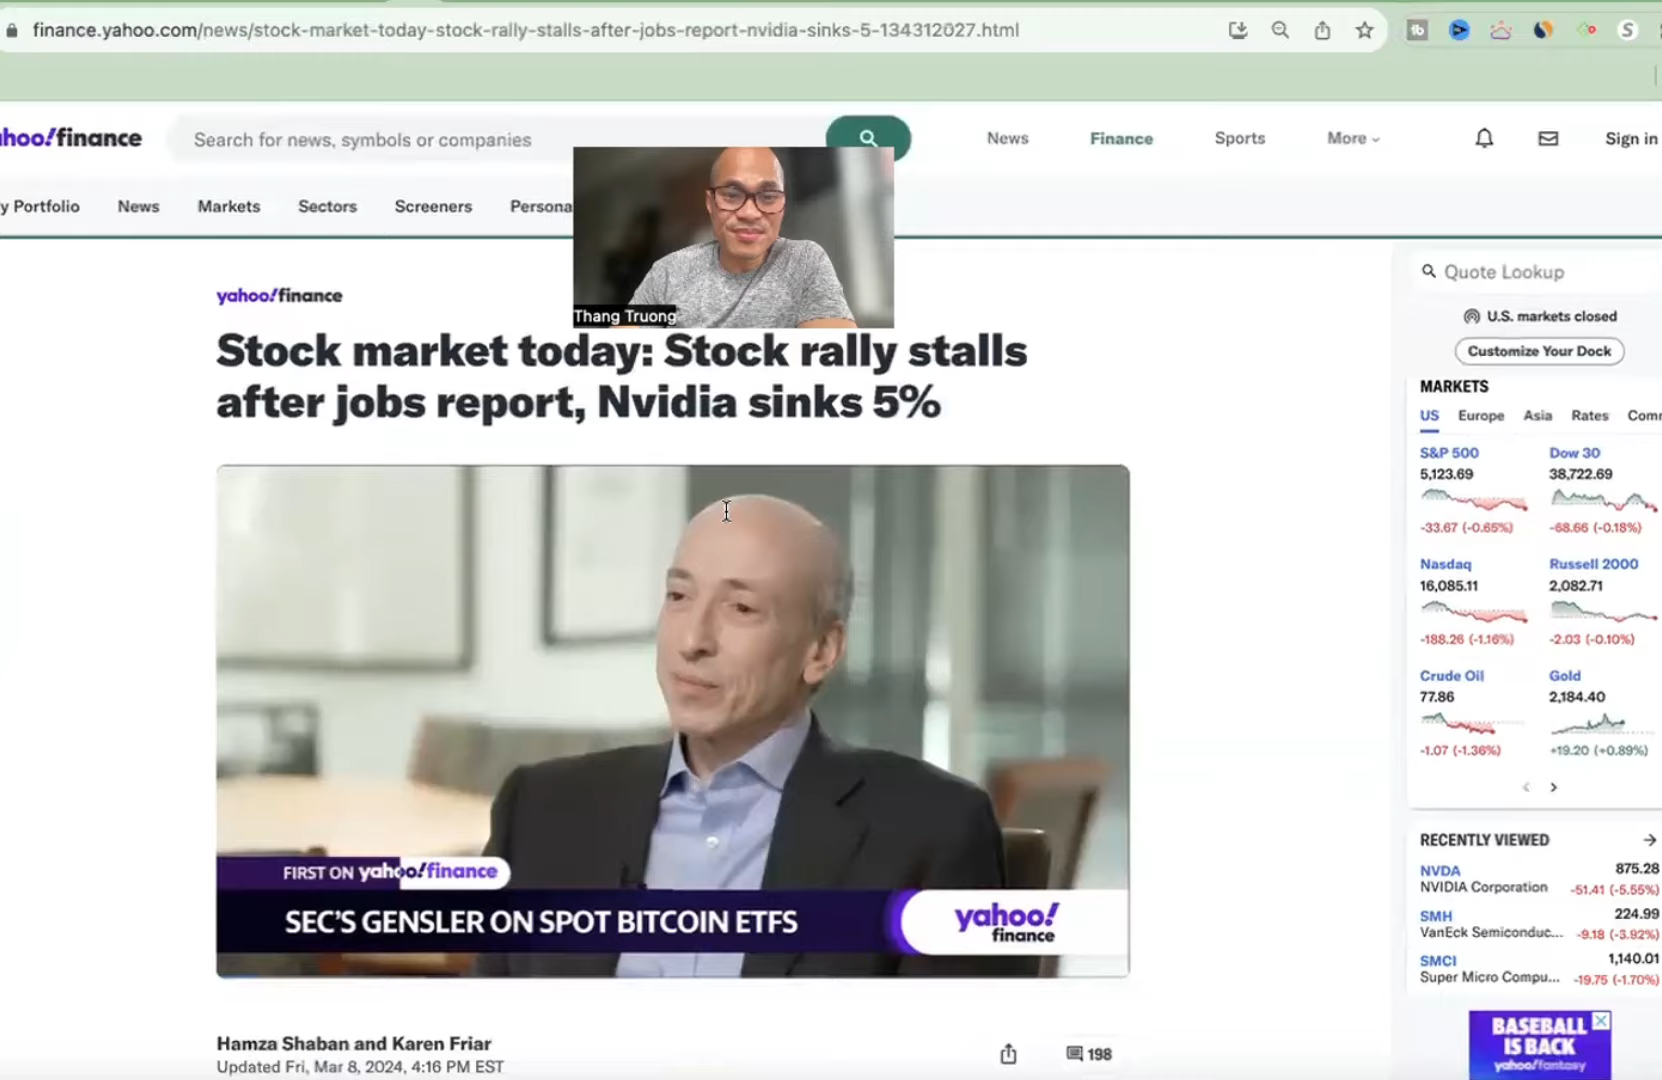 finance.yahoo.com/news/stock-market-today-stock-rally-stalls-after-jobs-report-nvidia-sinks-5-134312027.html
hoo!finance
Search for news, symbols or companies
News Finance Sports More
Sign in
y Portfolio News Markets Sectors Screeners Persona
Thang Truong
yahoo!finance
Stock market today: Stock rally stalls
after jobs report, Nvidia sinks 5%
FIRST ON yahoo!finance
SEC'S GENSLER ON SPOT BITCOIN ETFS
yahoo!
finance
Hamza Shaban and Karen Friar
Updated Fri, Mar 8, 2024, 4:16 PM EST
198
Quote Lookup
U.S. markets closed
Customize Your Dock
MARKETS
US Europe Asia Rates Comm
S&P 500 Dow 30
5,123.69 38,722.69
-33.67 (-0.65%) -68.66 (-0.18%)
Nasdaq Russell 2000
16,085.11 2,082.71
-188.26 (-1.16%) -2.03 (-0.10%)
Crude Oil Gold
77.86 2,184.40
-1.07 (-1.36%) +19.20 (+0.89%)
RECENTLY VIEWED
NVDA 875.28
NVIDIA Corporation -51.41 (-5.55%)
SMH 224.99
VanEck Semiconduc... -9.18 (-3.92%)
SMCI 1,140.01
Super Micro Compu... -19.75 (-1.70%)
BASEBALL
IS BACK
yahoo!fantasy